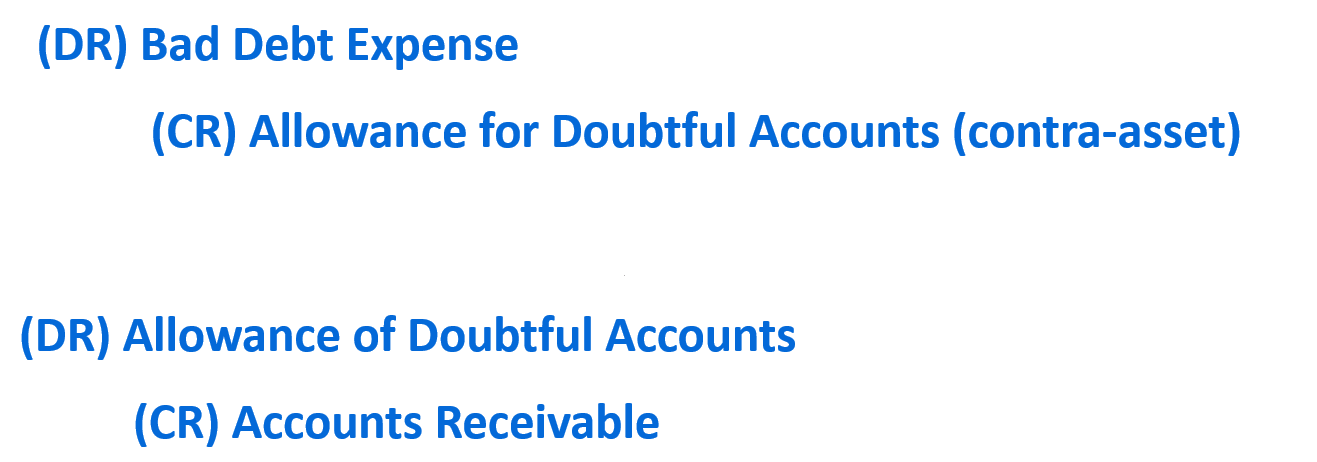 (DR) Bad Debt Expense
(CR) Allowance for Doubtful Accounts (contra-asset)
(DR) Allowance of Doubtful Accounts
(CR) Accounts Receivable